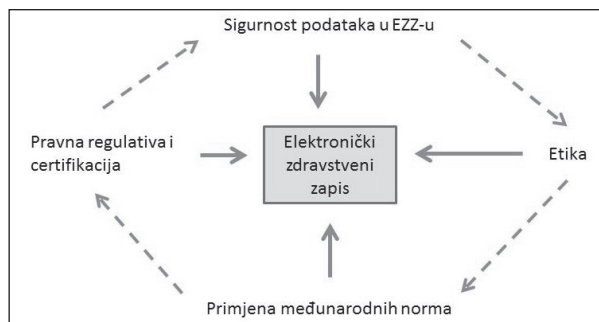 Sigurnost podataka u EZZ-u
Pravna regulativa i
certifikacija
Elektronički
zdravstveni
zapis
Etika
Primjena međunarodnih norma